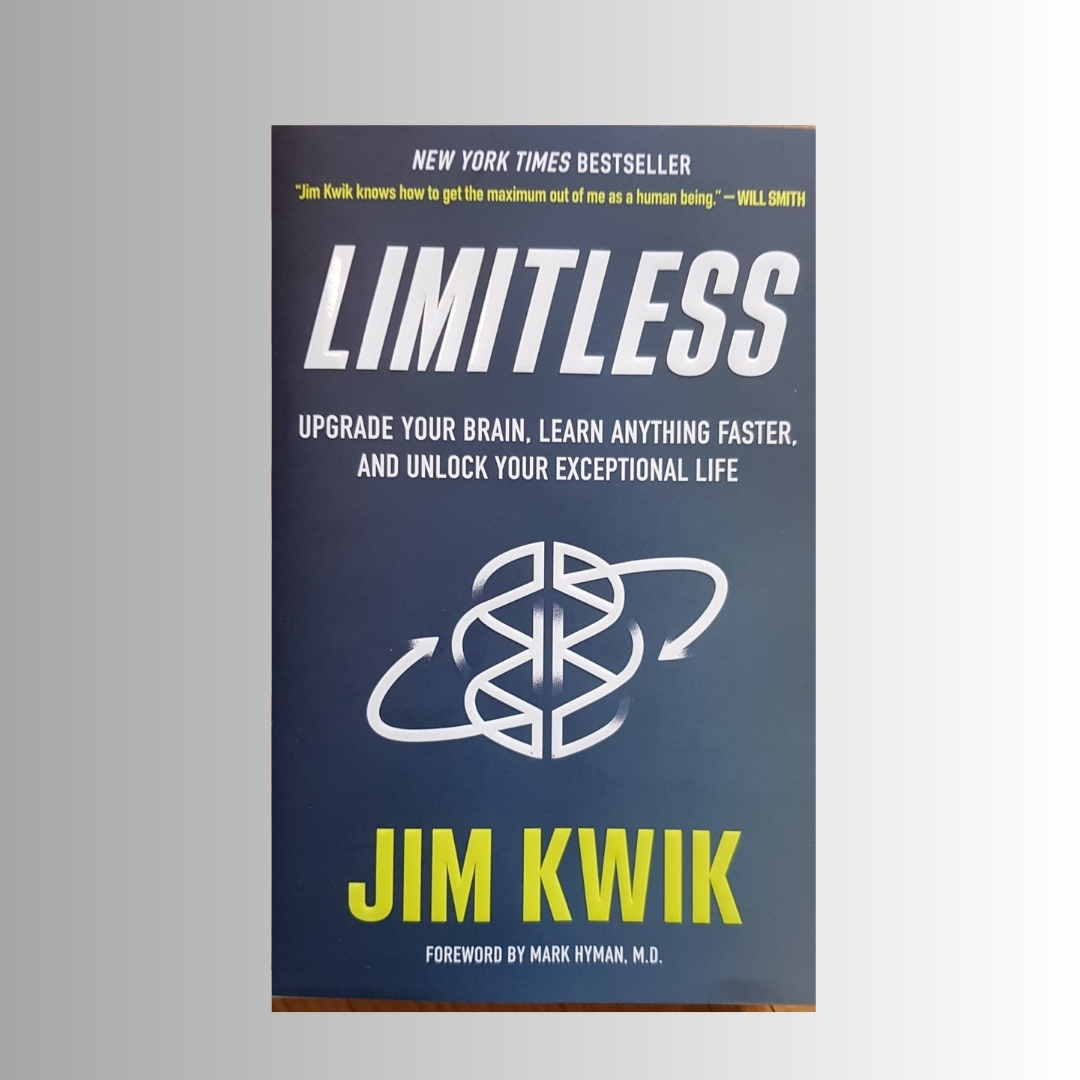 NEW YORK TIMES BESTSELLER
"Jim Kwik knows how to get the maximum out of me as a human being." — WILL SMITH
LIMITLESS
UPGRADE YOUR BRAIN, LEARN ANYTHING FASTER,
AND UNLOCK YOUR EXCEPTIONAL LIFE
JIM KWIK
FOREWORD BY MARK HYMAN, M.D.